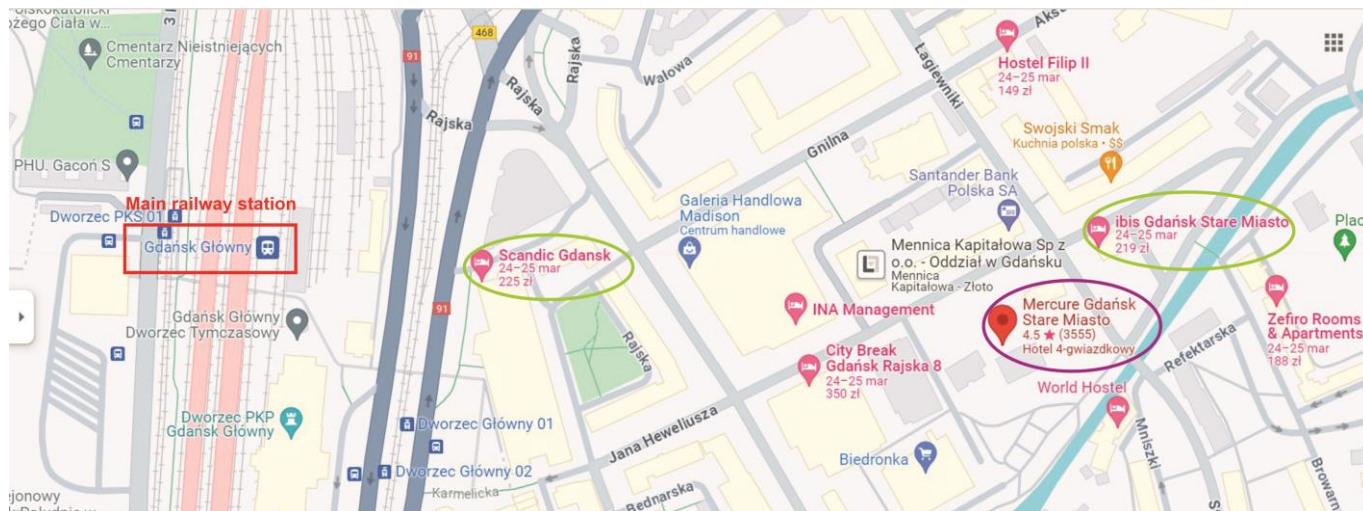 ożego Ciała w...
Cmentarz Nieistniejących
Cmentarzy
PHU. Gacoń S
Main railway station
Dworzec PKS 01
Gdańsk Główny
Gdańsk Główny
Dworzec Tymczasowy
Dworzec PKP
Gdańsk Główny
ejonowy
91
468
Rajska
Rajska
Rajska
Wałowa
Scandic Gdansk
24–25 mar
225 zł
91
Rajska
Dworzec Główny 01
Dworzec Główny 02
Karmelicka
Bednarska
Jana Heweliusza
Gnilna
Galeria Handlowa
Madison
Centrum handlowe
Łagiewniki
Hostel Filip II
24–25 mar
149 zł
Swojski Smak
Kuchnia polska · $$
Santander Bank
Polska SA
Mennica Kapitałowa Sp z
o.o. - Oddział w Gdańsku
Mennica
Kapitałowa - Złoto
INA Management
City Break
Gdańsk Rajska 8
24–25 mar
350 zł
Biedronka
ibis Gdańsk Stare Miasto
24–25 mar
219 zł
Mercure Gdańsk
Stare Miasto
4.5 ★ (3555)
Hotel 4-gwiazdkowy
World Hostel
Refektarska
Mniszki
Plac
Zefiro Rooms
& Apartments
24–25 mar
188 zł
Browarn